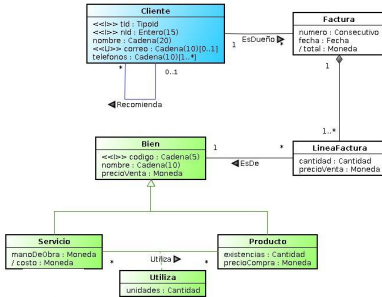 Cliente
<<I>> tId : TipoId
<<I>> nId : Entero(15)
nombre : Cadena(20)
<<U>> correo : Cadena(10)[0..1]
telefonos : Cadena(10)[1..*]
Factura
numero : Consecutivo
fecha : Fecha
/ total : Moneda
EsDueño
1
*
*
0..1
Recomienda
1..*
Bien
<<I>> codigo : Cadena(5)
nombre : Cadena(10)
precioVenta : Moneda
1
*
EsDe
LineaFactura
cantidad : Cantidad
precioVenta : Moneda
Servicio
manoDeObra : Moneda
/ costo : Moneda
*
Utiliza
*
Producto
existencias : Cantidad
precioCompra : Moneda
Utiliza
unidades : Cantidad